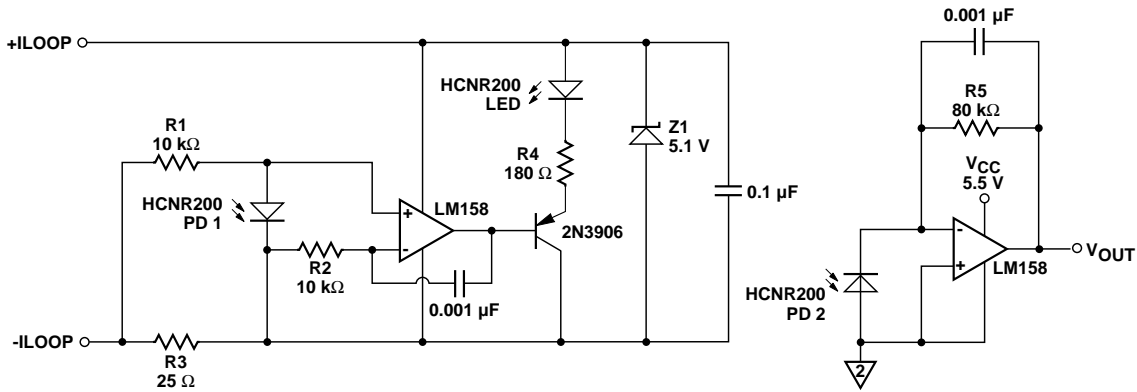 +ILOOP
-ILOOP
R1
10 kΩ
HCNR200
PD 1
R2
10 kΩ
R3
25 Ω
LM158
+
-
0.001 µF
HCNR200
LED
R4
180 Ω
2N3906
Z1
5.1 V
0.1 µF
0.001 µF
R5
80 kΩ
VCC
5.5 V
-
+
LM158
VOUT
HCNR200
PD 2
2